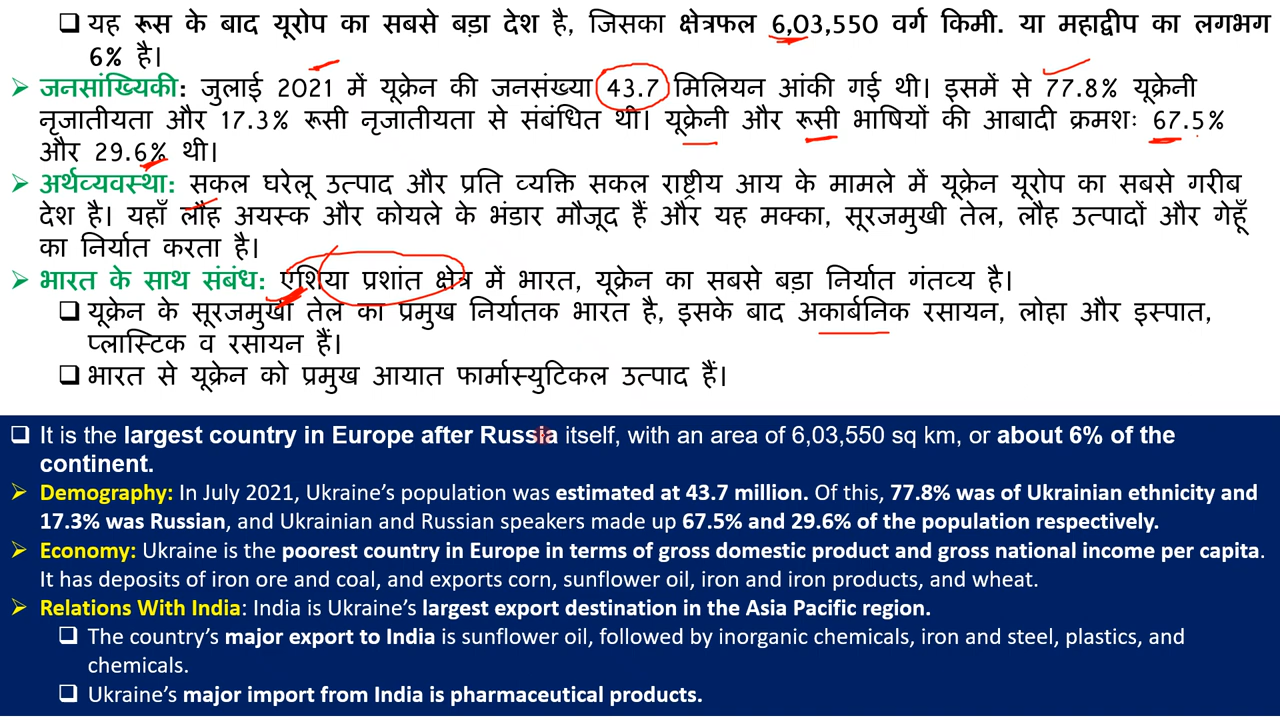 ❑ यह रूस के बाद यूरोप का सबसे बड़ा देश है, जिसका क्षेत्रफल 6,03,550 वर्ग किमी. या महाद्वीप का लगभग
6% है।
➢ जनसांख्यिकी: जुलाई 2021 में यूक्रेन की जनसंख्या 43.7 मिलियन आंकी गई थी। इसमें से 77.8% यूक्रेनी
नृजातीयता और 17.3% रूसी नृजातीयता से संबंधित थी। यूक्रेनी और रूसी भाषियों की आबादी क्रमशः 67.5%
और 29.6% थी।
➢ अर्थव्यवस्था: सकल घरेलू उत्पाद और प्रति व्यक्ति सकल राष्ट्रीय आय के मामले में यूक्रेन यूरोप का सबसे गरीब
देश है। यहाँ लौह अयस्क और कोयले के भंडार मौजूद हैं और यह मक्का, सूरजमुखी तेल, लौह उत्पादों और गेहूँ
का निर्यात करता है।
➢ भारत के साथ संबंध: एशिया प्रशांत क्षेत्र में भारत, यूक्रेन का सबसे बड़ा निर्यात गंतव्य है।
❑ यूक्रेन के सूरजमुखी तेल का प्रमुख निर्यातक भारत है, इसके बाद अकार्बनिक रसायन, लोहा और इस्पात,
प्लास्टिक व रसायन हैं।
❑ भारत से यूक्रेन को प्रमुख आयात फार्मास्युटिकल उत्पाद हैं।
❑ It is the largest country in Europe after Russia itself, with an area of 6,03,550 sq km, or about 6% of the
continent.
➢ Demography: In July 2021, Ukraine’s population was estimated at 43.7 million. Of this, 77.8% was of Ukrainian ethnicity and
17.3% was Russian, and Ukrainian and Russian speakers made up 67.5% and 29.6% of the population respectively.
➢ Economy: Ukraine is the poorest country in Europe in terms of gross domestic product and gross national income per capita.
It has deposits of iron ore and coal, and exports corn, sunflower oil, iron and iron products, and wheat.
➢ Relations With India: India is Ukraine’s largest export destination in the Asia Pacific region.
❑ The country’s major export to India is sunflower oil, followed by inorganic chemicals, iron and steel, plastics, and
chemicals.
❑ Ukraine’s major import from India is pharmaceutical products.